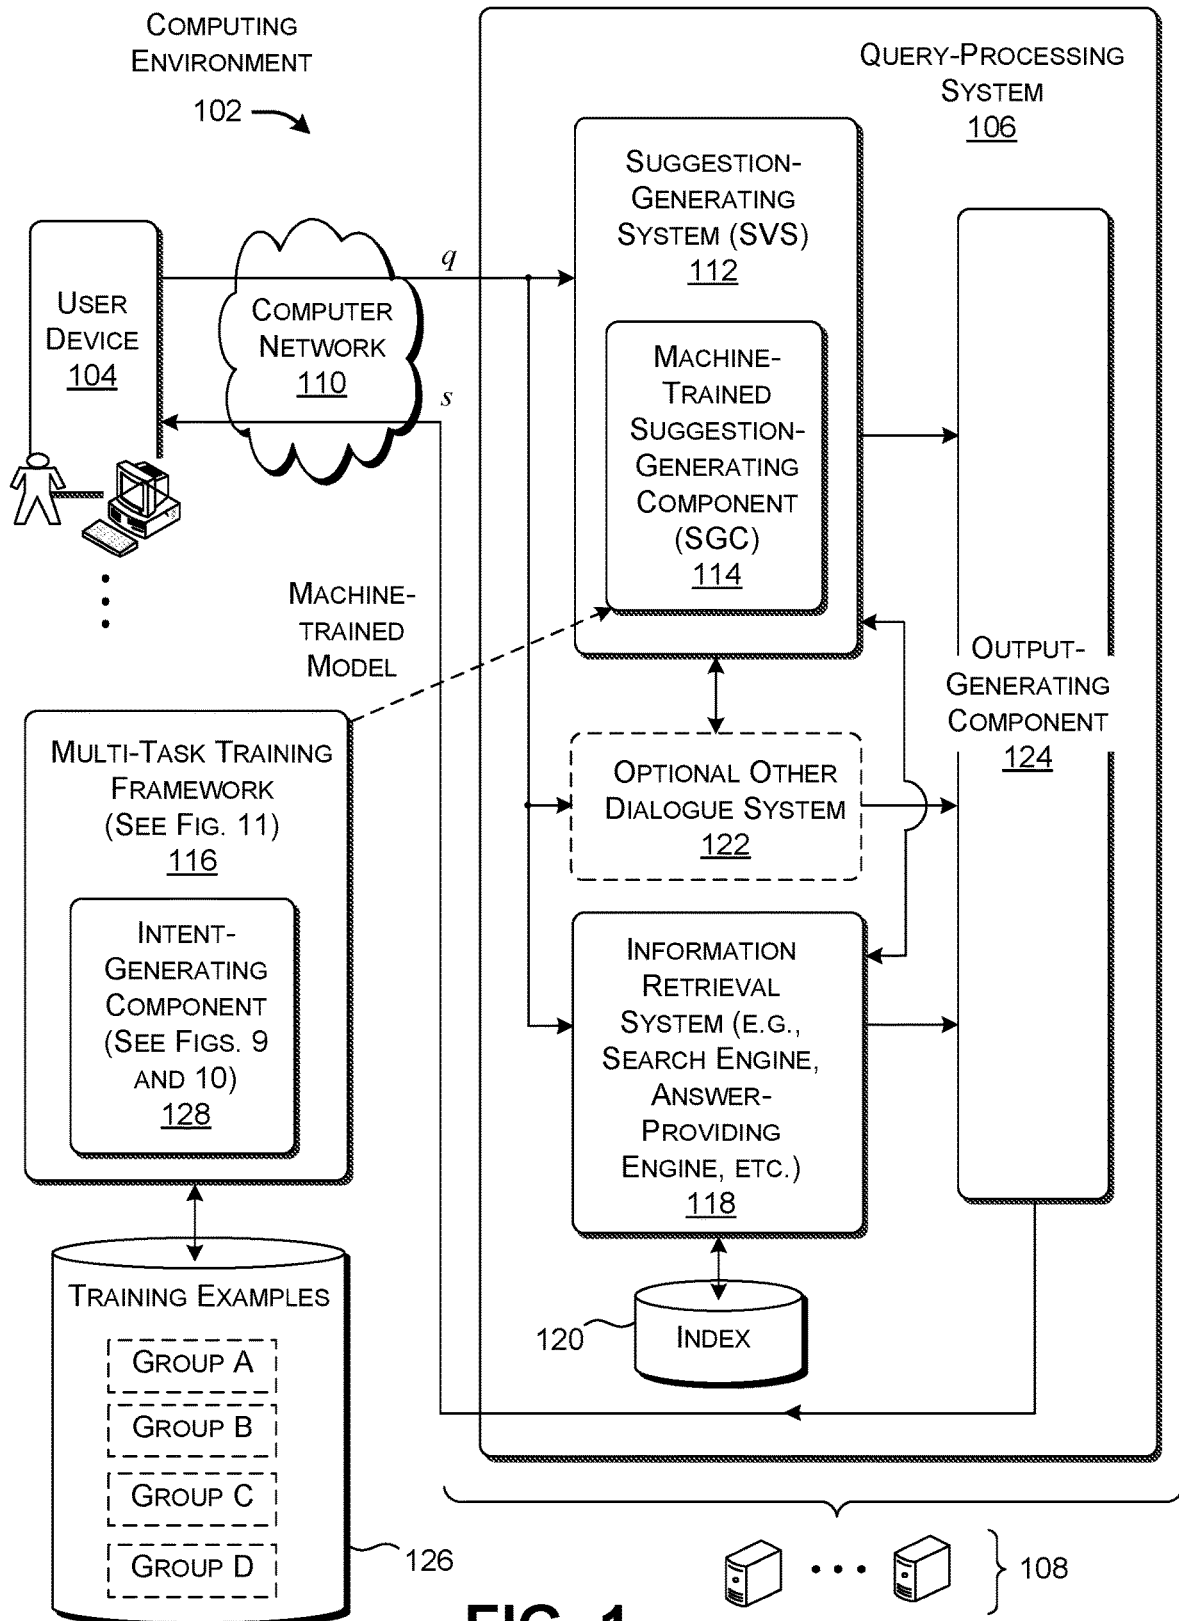 COMPUTING
ENVIRONMENT
102
QUERY-PROCESSING
SYSTEM
106
SUGGESTION-
GENERATING
SYSTEM (SVS)
112
MACHINE-
TRAINED
SUGGESTION-
GENERATING
COMPONENT
(SGC)
114
USER
DEVICE
104
COMPUTER
NETWORK
110
q
s
MACHINE-
TRAINED
MODEL
OUTPUT-
GENERATING
COMPONENT
124
MULTI-TASK TRAINING
FRAMEWORK
(SEE FIG. 11)
116
INTENT-
GENERATING
COMPONENT
(SEE FIGS. 9
AND 10)
128
OPTIONAL OTHER
DIALOGUE SYSTEM
122
INFORMATION
RETRIEVAL
SYSTEM (E.G.,
SEARCH ENGINE,
ANSWER-
PROVIDING
ENGINE, ETC.)
118
120
INDEX
TRAINING EXAMPLES
GROUP A
GROUP B
GROUP C
GROUP D
126
108
FIG. 1